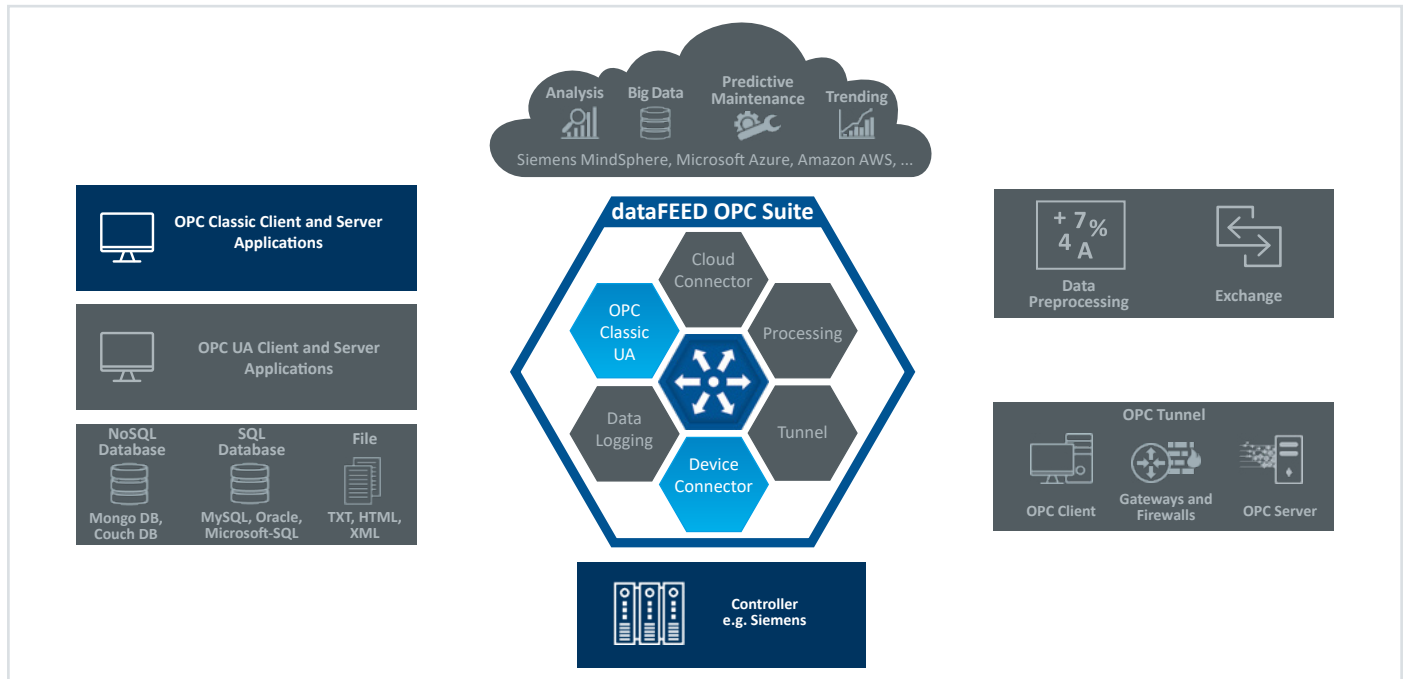 Analysis
Big Data
Predictive
Maintenance
Trending
Siemens MindSphere, Microsoft Azure, Amazon AWS, ...
OPC Classic Client and Server
Applications
OPC UA Client and Server
Applications
NoSQL
Database
Mongo DB,
Couch DB
SQL
Database
MySQL, Oracle,
Microsoft-SQL
File
TXT, HTML,
XML
dataFEED OPC Suite
Cloud
Connector
OPC
Classic
UA
Processing
Data
Logging
Tunnel
Device
Connector
Controller
e.g. Siemens
+ 7%
4 A
Data
Preprocessing
Exchange
OPC Tunnel
OPC Client
Gateways and
Firewalls
OPC Server